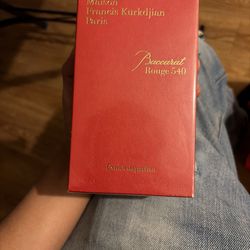 Maison
Francis Kurkdjian
Paris
Baccarat
Rouge 540